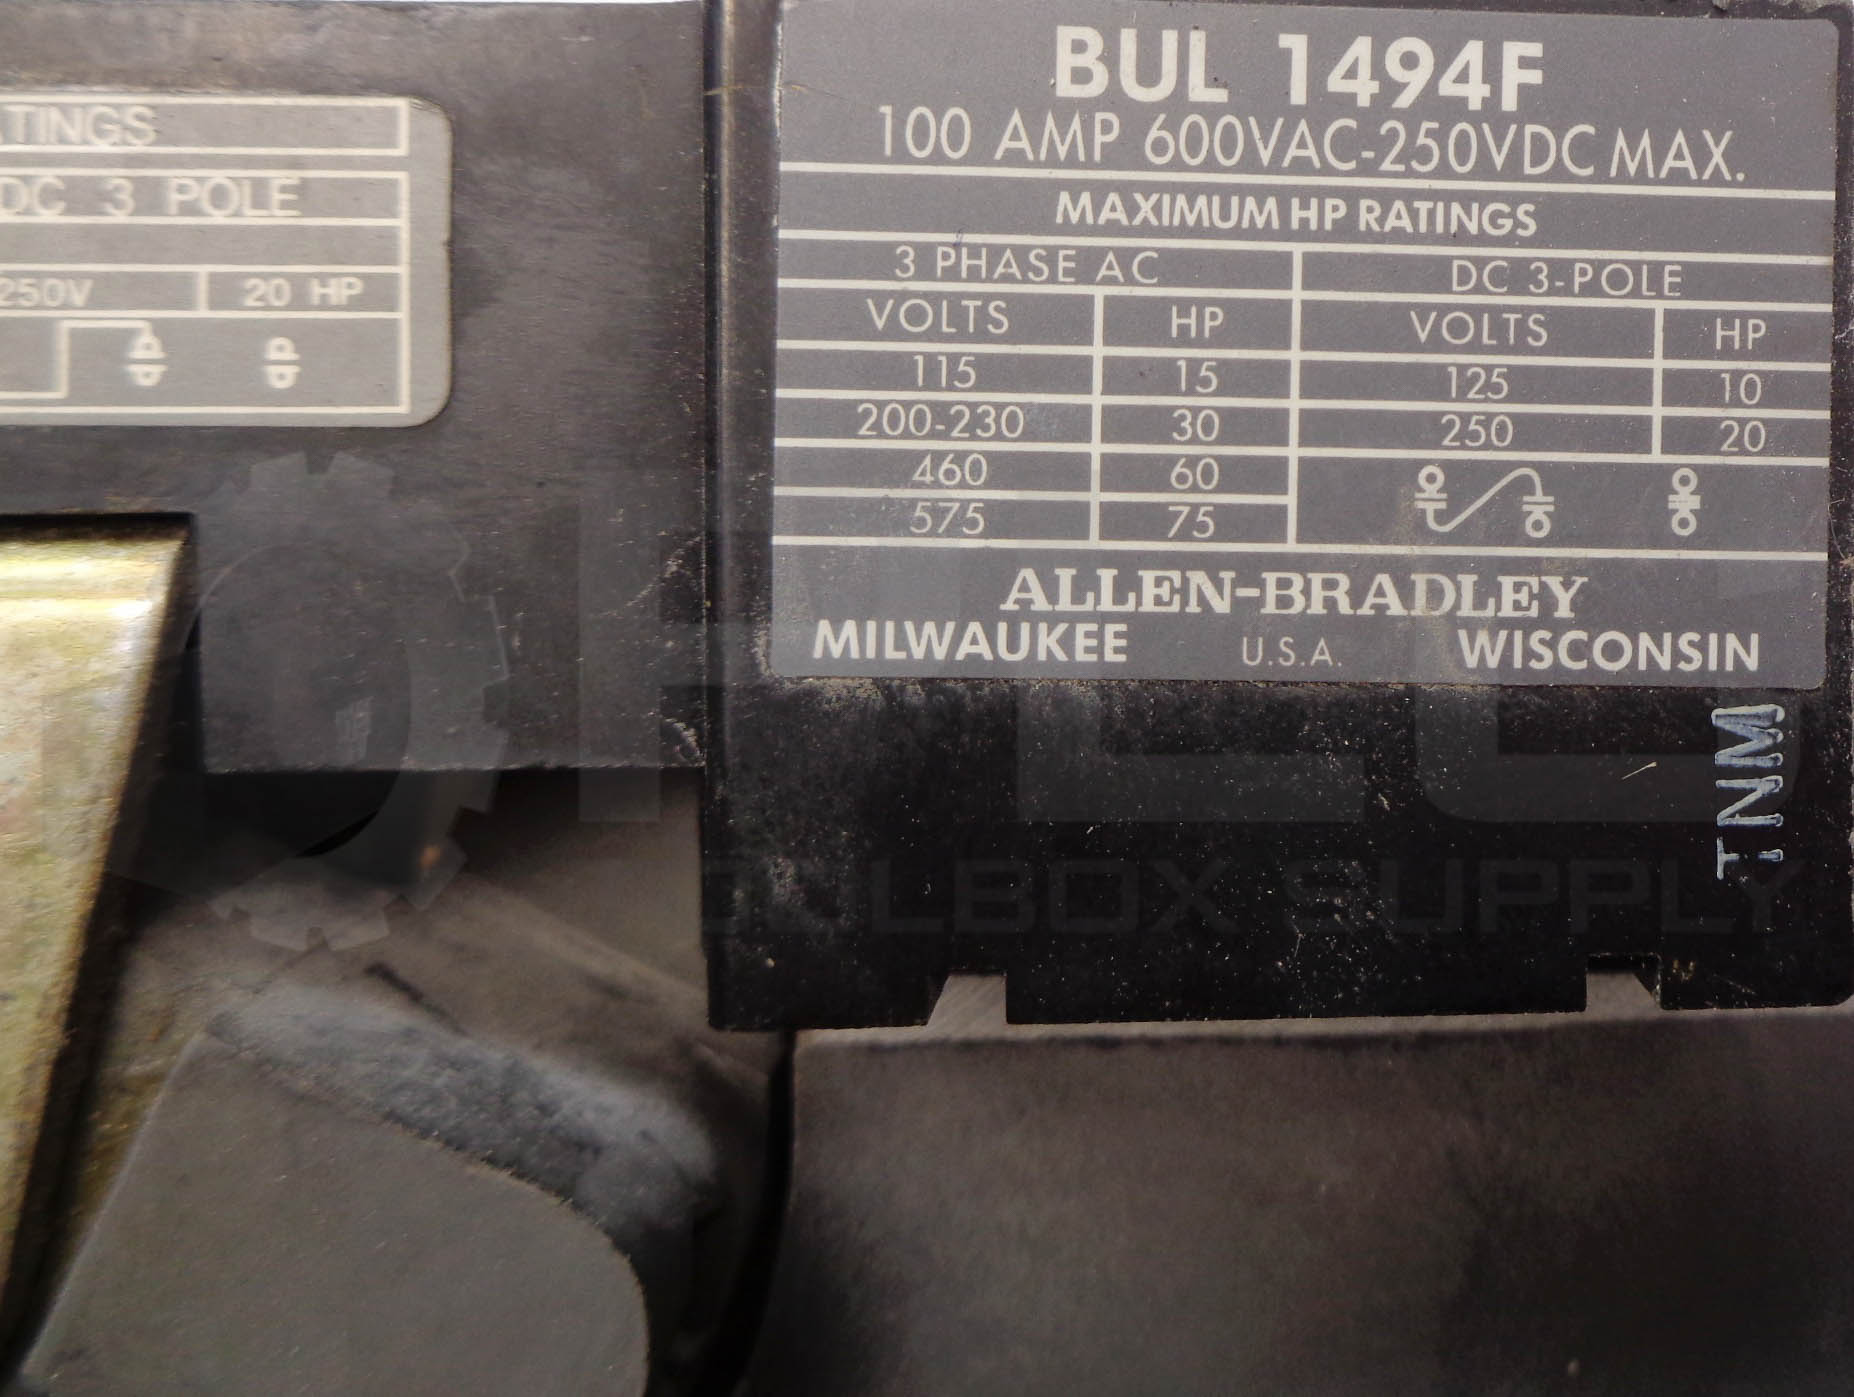 ATINGS
DC 3 POLE
250V 20 HP
BUL 1494F
100 AMP 600VAC-250VDC MAX.
MAXIMUM HP RATINGS
3 PHASE AC DC 3-POLE
VOLTS HP VOLTS HP
115 15 125 10
200-230 30 250 20
460 60
575 75
ALLEN-BRADLEY
MILWAUKEE U.S.A. WISCONSIN
TNM
TOOLBOX SUPPLY